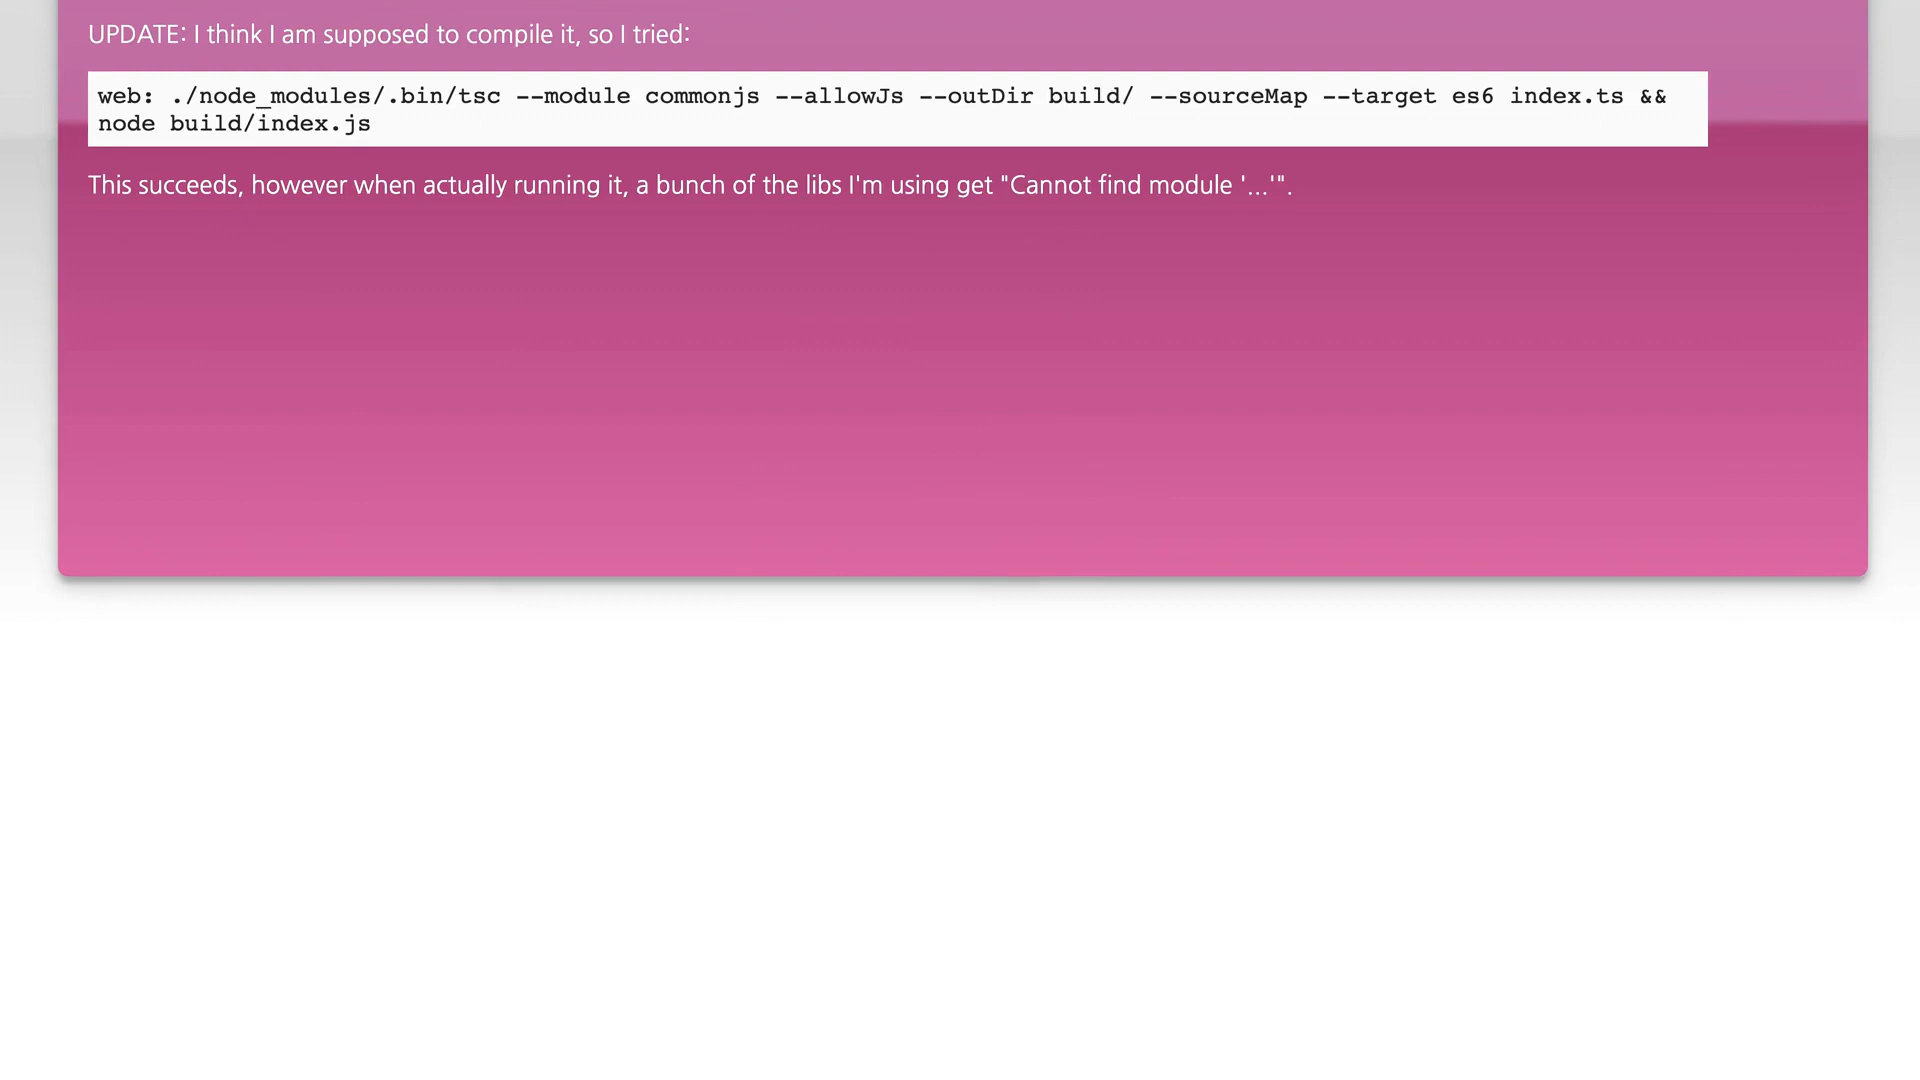 UPDATE: I think I am supposed to compile it, so I tried:
web: ./node_modules/.bin/tsc --module commonjs --allowJs --outDir build/ --sourceMap --target es6 index.ts &&
node build/index.js
This succeeds, however when actually running it, a bunch of the libs I'm using get "Cannot find module '...'".